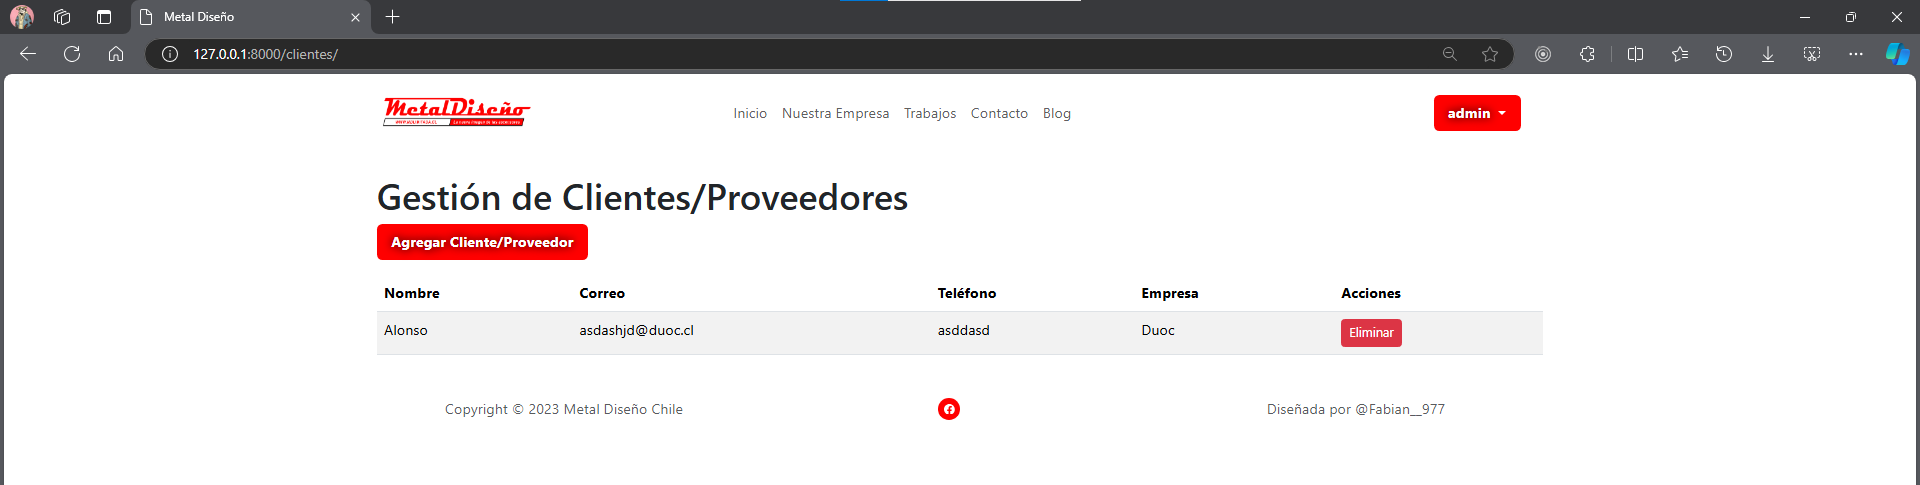 Metal Diseño
127.0.0.1:8000/clientes/
MetalDiseño
Inicio Nuestra Empresa Trabajos Contacto Blog
admin
Gestión de Clientes/Proveedores
Agregar Cliente/Proveedor
Nombre Correo Teléfono Empresa Acciones
Alonso asdashjd@duoc.cl asddasd Duoc Eliminar
Copyright © 2023 Metal Diseño Chile
Diseñada por @Fabian__977